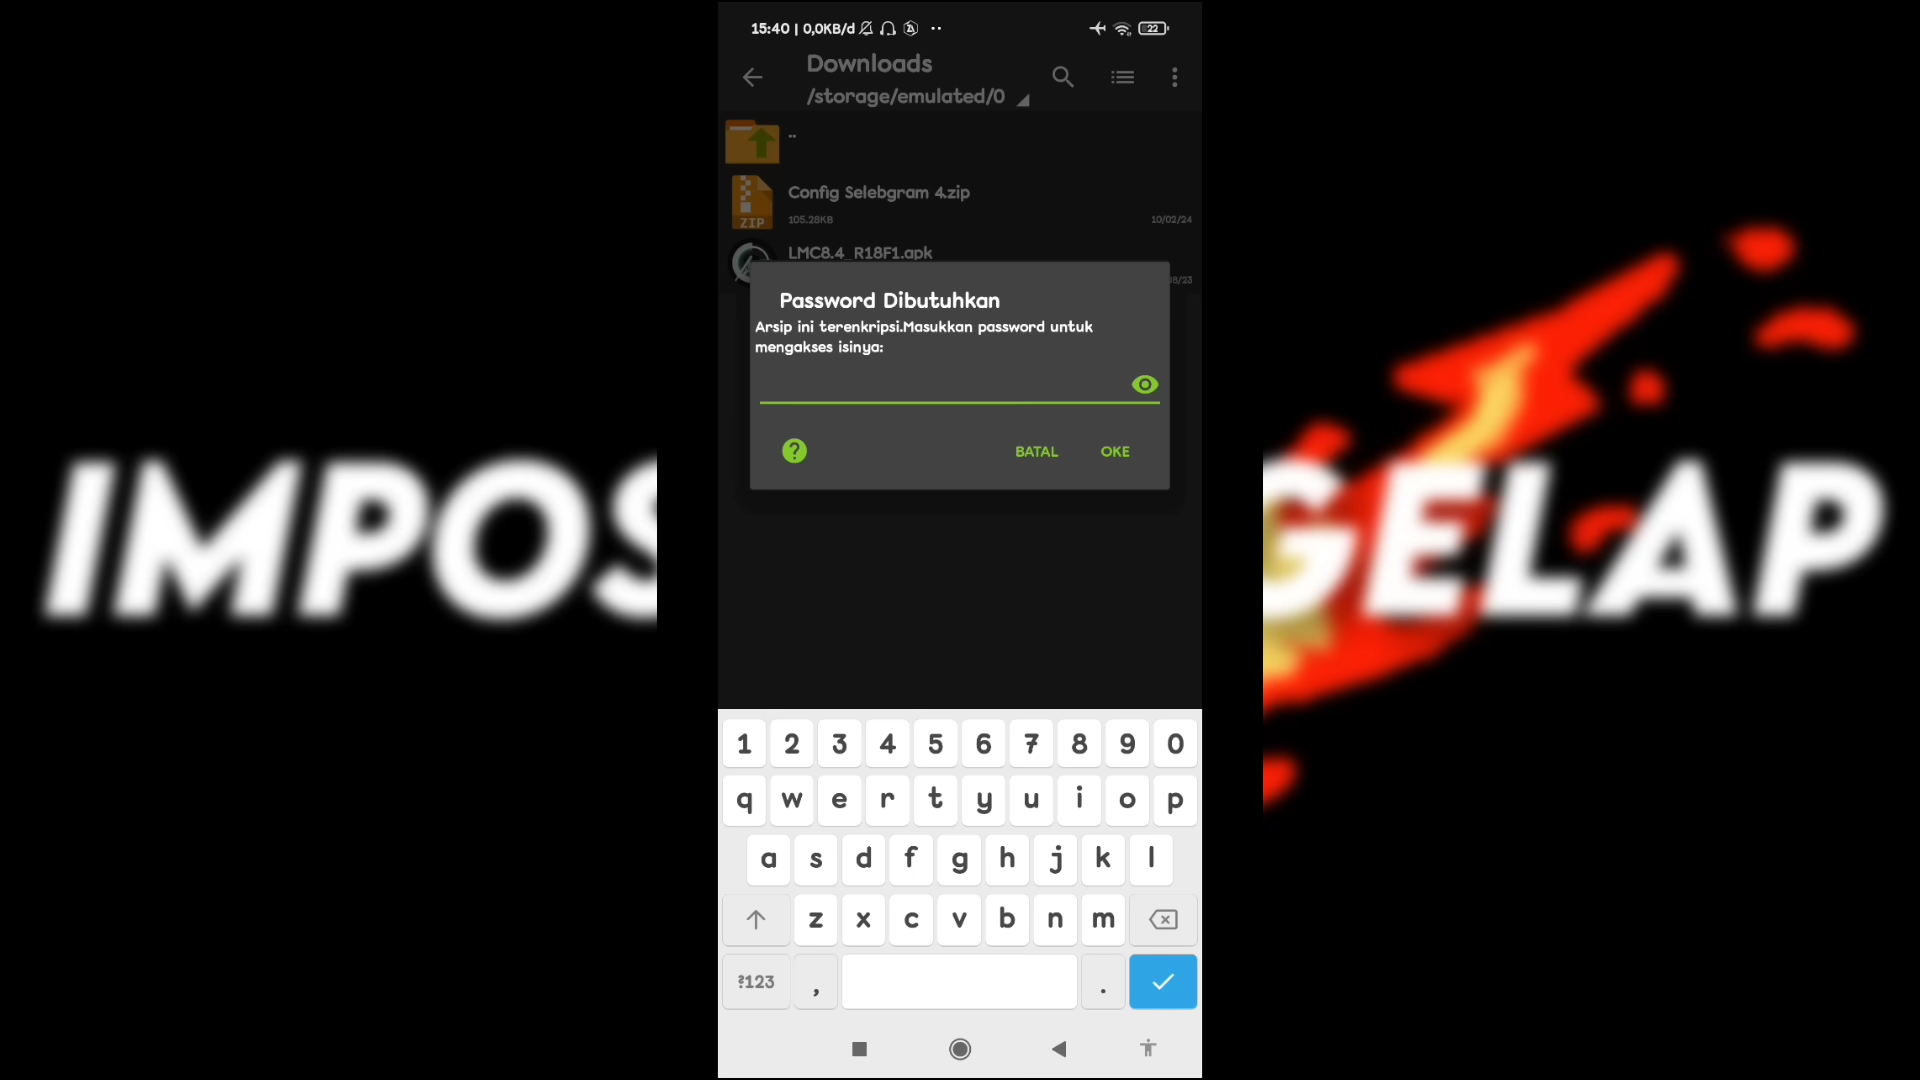 15:40 | 0,0KB/d
22
Downloads
/storage/emulated/0
..
Config Selebgram 4.zip
105.28KB
10/02/24
ZIP
LMC8.4_R18F1.apk
/23
Password Dibutuhkan
Arsip ini terenkripsi.Masukkan password untuk
mengakses isinya:
BATAL
OKE
IMPOS
GELAP
1 2 3 4 5 6 7 8 9 0
q w e r t y u i o p
a s d f g h j k l
z x c v b n m
?123 , .